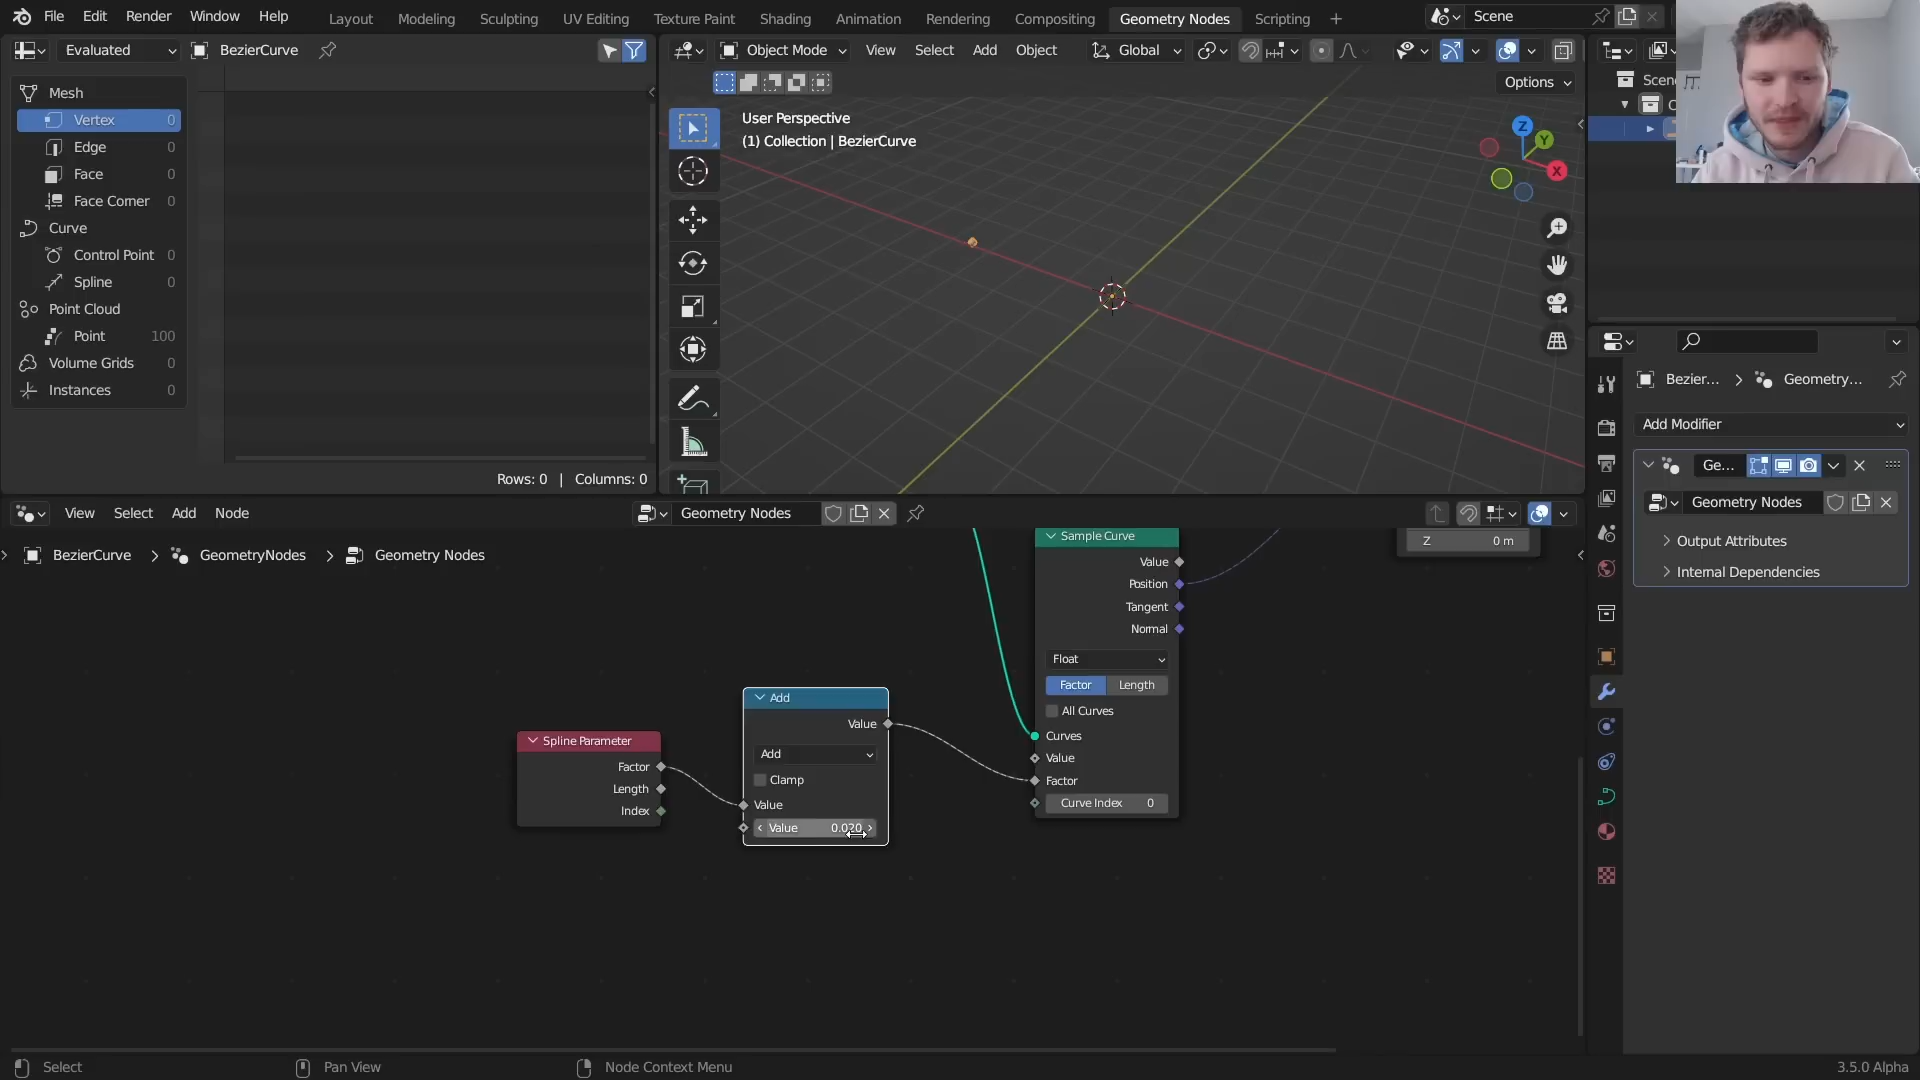 File Edit Render Window Help
Layout Modeling Sculpting UV Editing Texture Paint Shading Animation Rendering Compositing Geometry Nodes Scripting +
Scene
Evaluated
BezierCurve
Object Mode View Select Add Object
Global
Options
Mesh
Vertex 0
Edge 0
Face 0
Face Corner 0
Curve
Control Point 0
Spline 0
Point Cloud
Point 100
Volume Grids 0
Instances 0
Rows: 0 | Columns: 0
User Perspective
(1) Collection | BezierCurve
Z
Y
X
Scen
C
Bezier... > Geometry...
Add Modifier
Ge...
Geometry Nodes
Output Attributes
Internal Dependencies
View Select Add Node
Geometry Nodes
BezierCurve > GeometryNodes > Geometry Nodes
Sample Curve
Value
Position
Tangent
Normal
Float
Factor Length
All Curves
Curves
Value
Factor
Curve Index 0
Z 0 m
Add
Value
Add
Clamp
Value
Value 0.020
Spline Parameter
Factor
Length
Index
Select
Pan View
Node Context Menu
3.5.0 Alpha